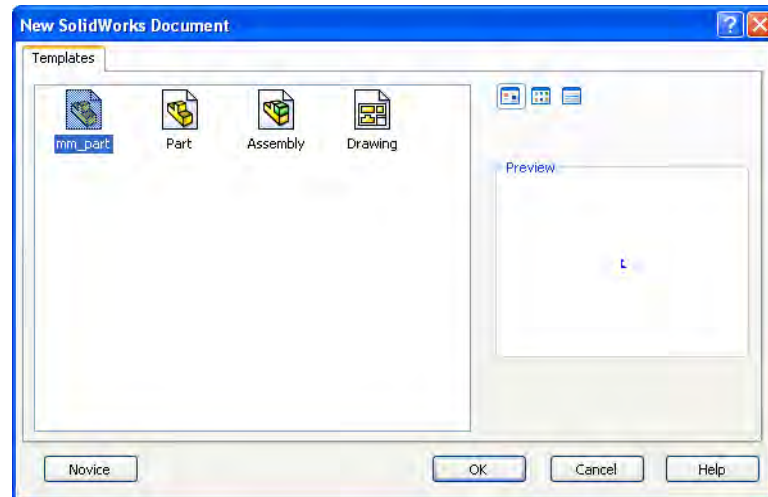 New SolidWorks Document
Templates
mm_part Part Assembly Drawing
Preview
Novice OK Cancel Help